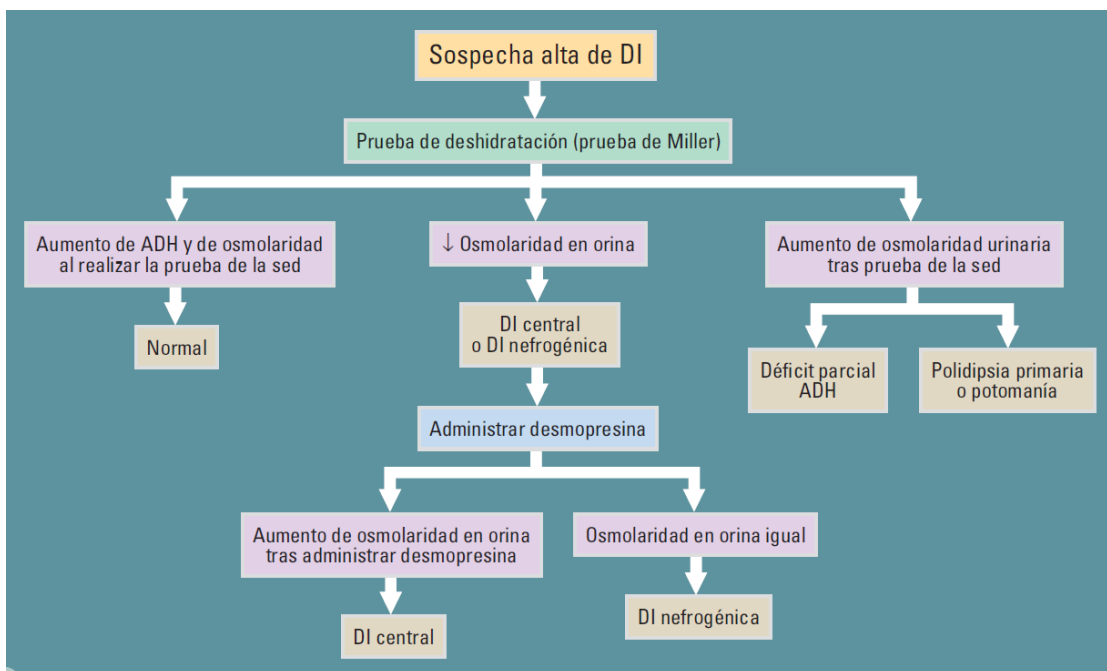 Sospecha alta de DI
Prueba de deshidratación (prueba de Miller)
Aumento de ADH y de osmolaridad
al realizar la prueba de la sed
↓ Osmolaridad en orina
Aumento de osmolaridad urinaria
tras prueba de la sed
Normal
DI central
o DI nefrogénica
Déficit parcial
ADH
Polidipsia primaria
o potomanía
Administrar desmopresina
Aumento de osmolaridad en orina
tras administrar desmopresina
Osmolaridad en orina igual
DI central
DI nefrogénica